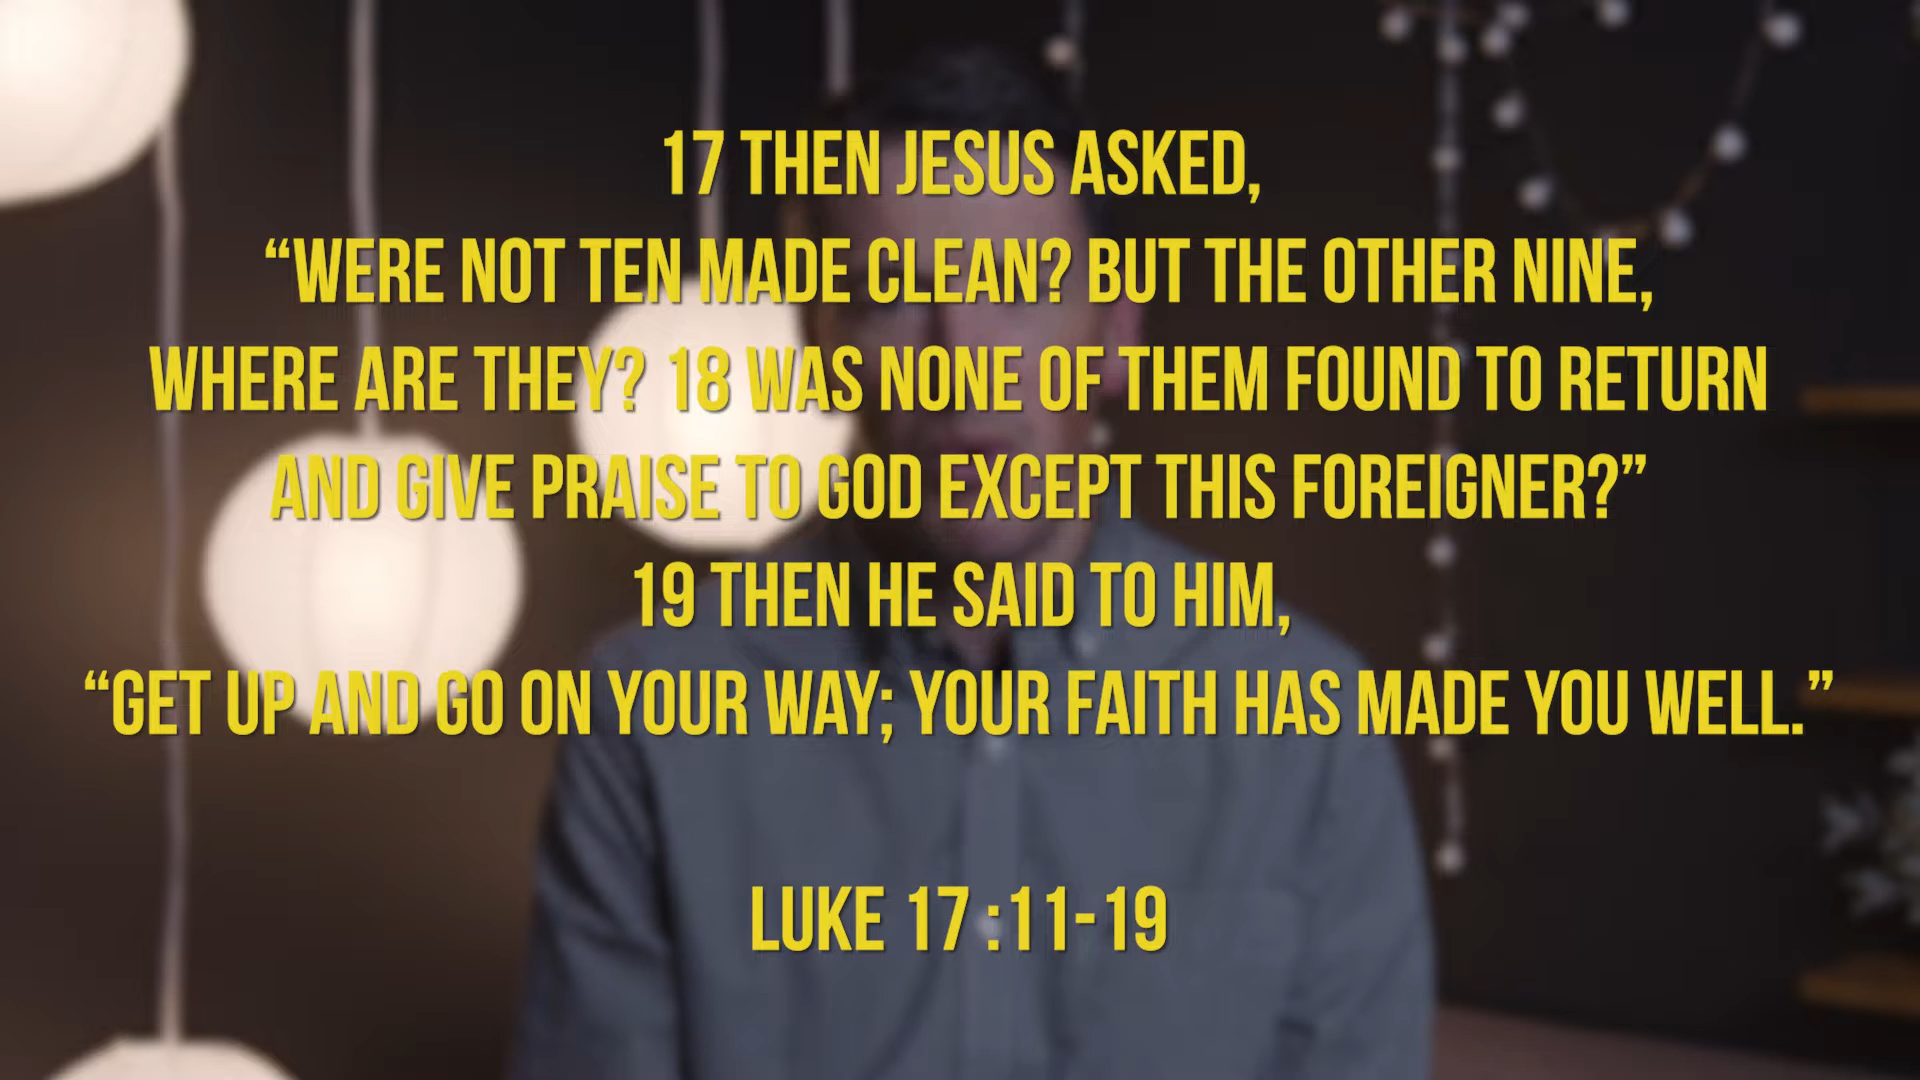 17 THEN JESUS ASKED,
“WERE NOT TEN MADE CLEAN? BUT THE OTHER NINE,
WHERE ARE THEY? 18 WAS NONE OF THEM FOUND TO RETURN
AND GIVE PRAISE TO GOD EXCEPT THIS FOREIGNER?”
19 THEN HE SAID TO HIM,
“GET UP AND GO ON YOUR WAY; YOUR FAITH HAS MADE YOU WELL.”
LUKE 17 :11-19